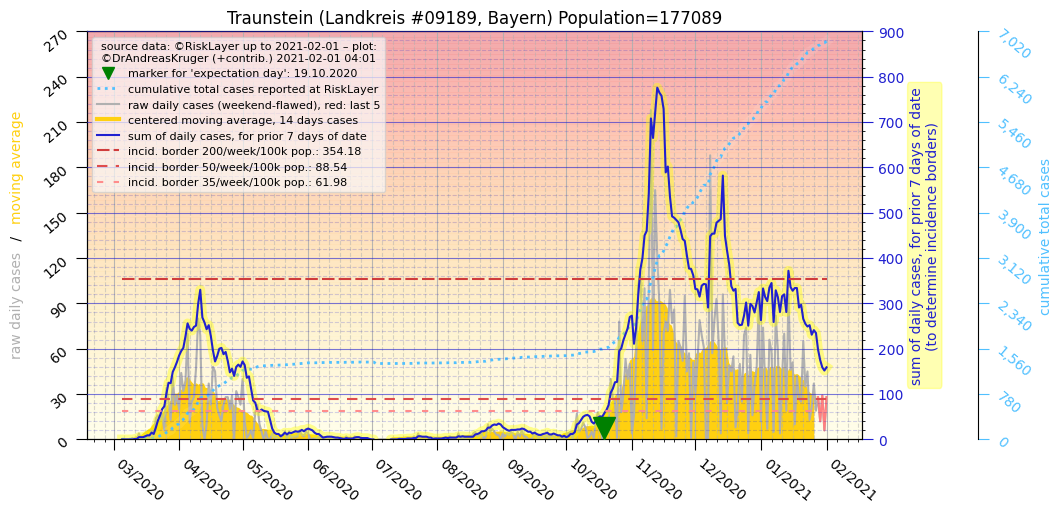 Traunstein (Landkreis #09189, Bayern) Population=177089
source data: ©RiskLayer up to 2021-02-01 – plot:
©DrAndreasKruger (+contrib.) 2021-02-01 04:01
marker for 'expectation day': 19.10.2020
cumulative total cases reported at RiskLayer
raw daily cases (weekend-flawed), red: last 5
centered moving average, 14 days cases
sum of daily cases, for prior 7 days of date
incid. border 200/week/100k pop.: 354.18
incid. border 50/week/100k pop.: 88.54
incid. border 35/week/100k pop.: 61.98
raw daily cases / moving average
270
240
210
180
150
120
90
60
30
0
03/2020
04/2020
05/2020
06/2020
07/2020
08/2020
09/2020
10/2020
11/2020
12/2020
01/2021
02/2021
900
800
700
600
500
400
300
200
100
0
sum of daily cases, for prior 7 days of date
(to determine incidence borders)
7,020
6,240
5,460
4,680
3,900
3,120
2,340
1,560
780
0
cumulative total cases